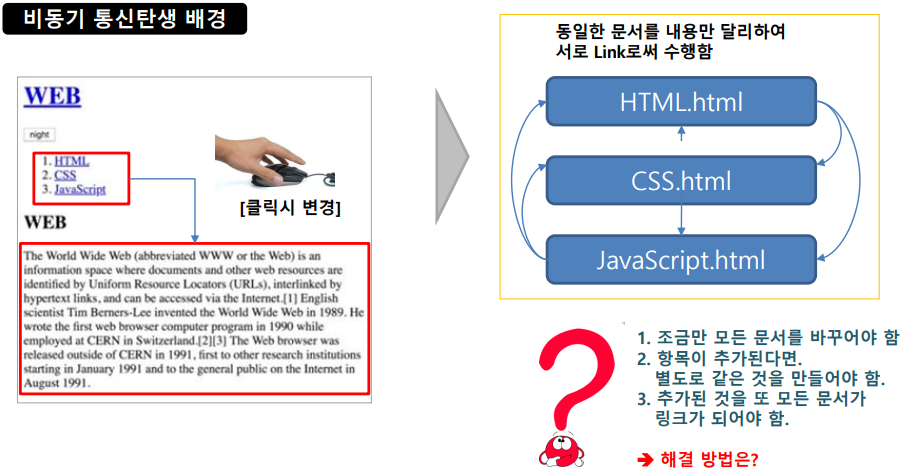 비동기 통신탄생 배경
WEB
night
1. HTML
2. CSS
3. JavaScript
[클릭시 변경]
WEB
The World Wide Web (abbreviated WWW or the Web) is an
information space where documents and other web resources are
identified by Uniform Resource Locators (URLs), interlinked by
hypertext links, and can be accessed via the Internet.[1] English
scientist Tim Berners-Lee invented the World Wide Web in 1989. He
wrote the first web browser computer program in 1990 while
employed at CERN in Switzerland.[2][3] The Web browser was
released outside of CERN in 1991, first to other research institutions
starting in January 1991 and to the general public on the Internet in
August 1991.
동일한 문서를 내용만 달리하여
서로 Link로써 수행함
HTML.html
CSS.html
JavaScript.html
1. 조금만 모든 문서를 바꾸어야 함
2. 항목이 추가된다면.
별도로 같은 것을 만들어야 함.
3. 추가된 것을 또 모든 문서가
링크가 되어야 함.
➔ 해결 방법은?